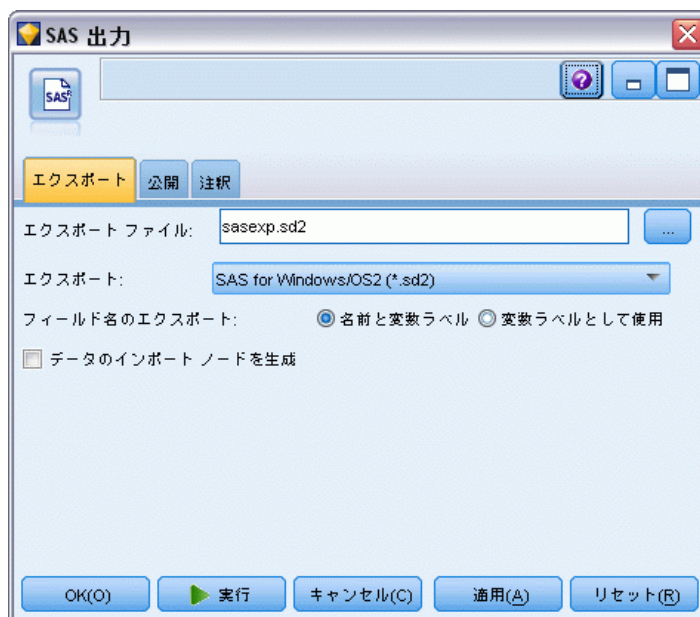 SAS 出力
SAS
エクスポート 公開 注釈
エクスポート ファイル: sasexp.sd2 ...
エクスポート: SAS for Windows/OS2 (*.sd2)
フィールド名のエクスポート: 名前と変数ラベル 変数ラベルとして使用
データのインポート ノードを生成
OK(O) 実行 キャンセル(C) 適用(A) リセット(R)